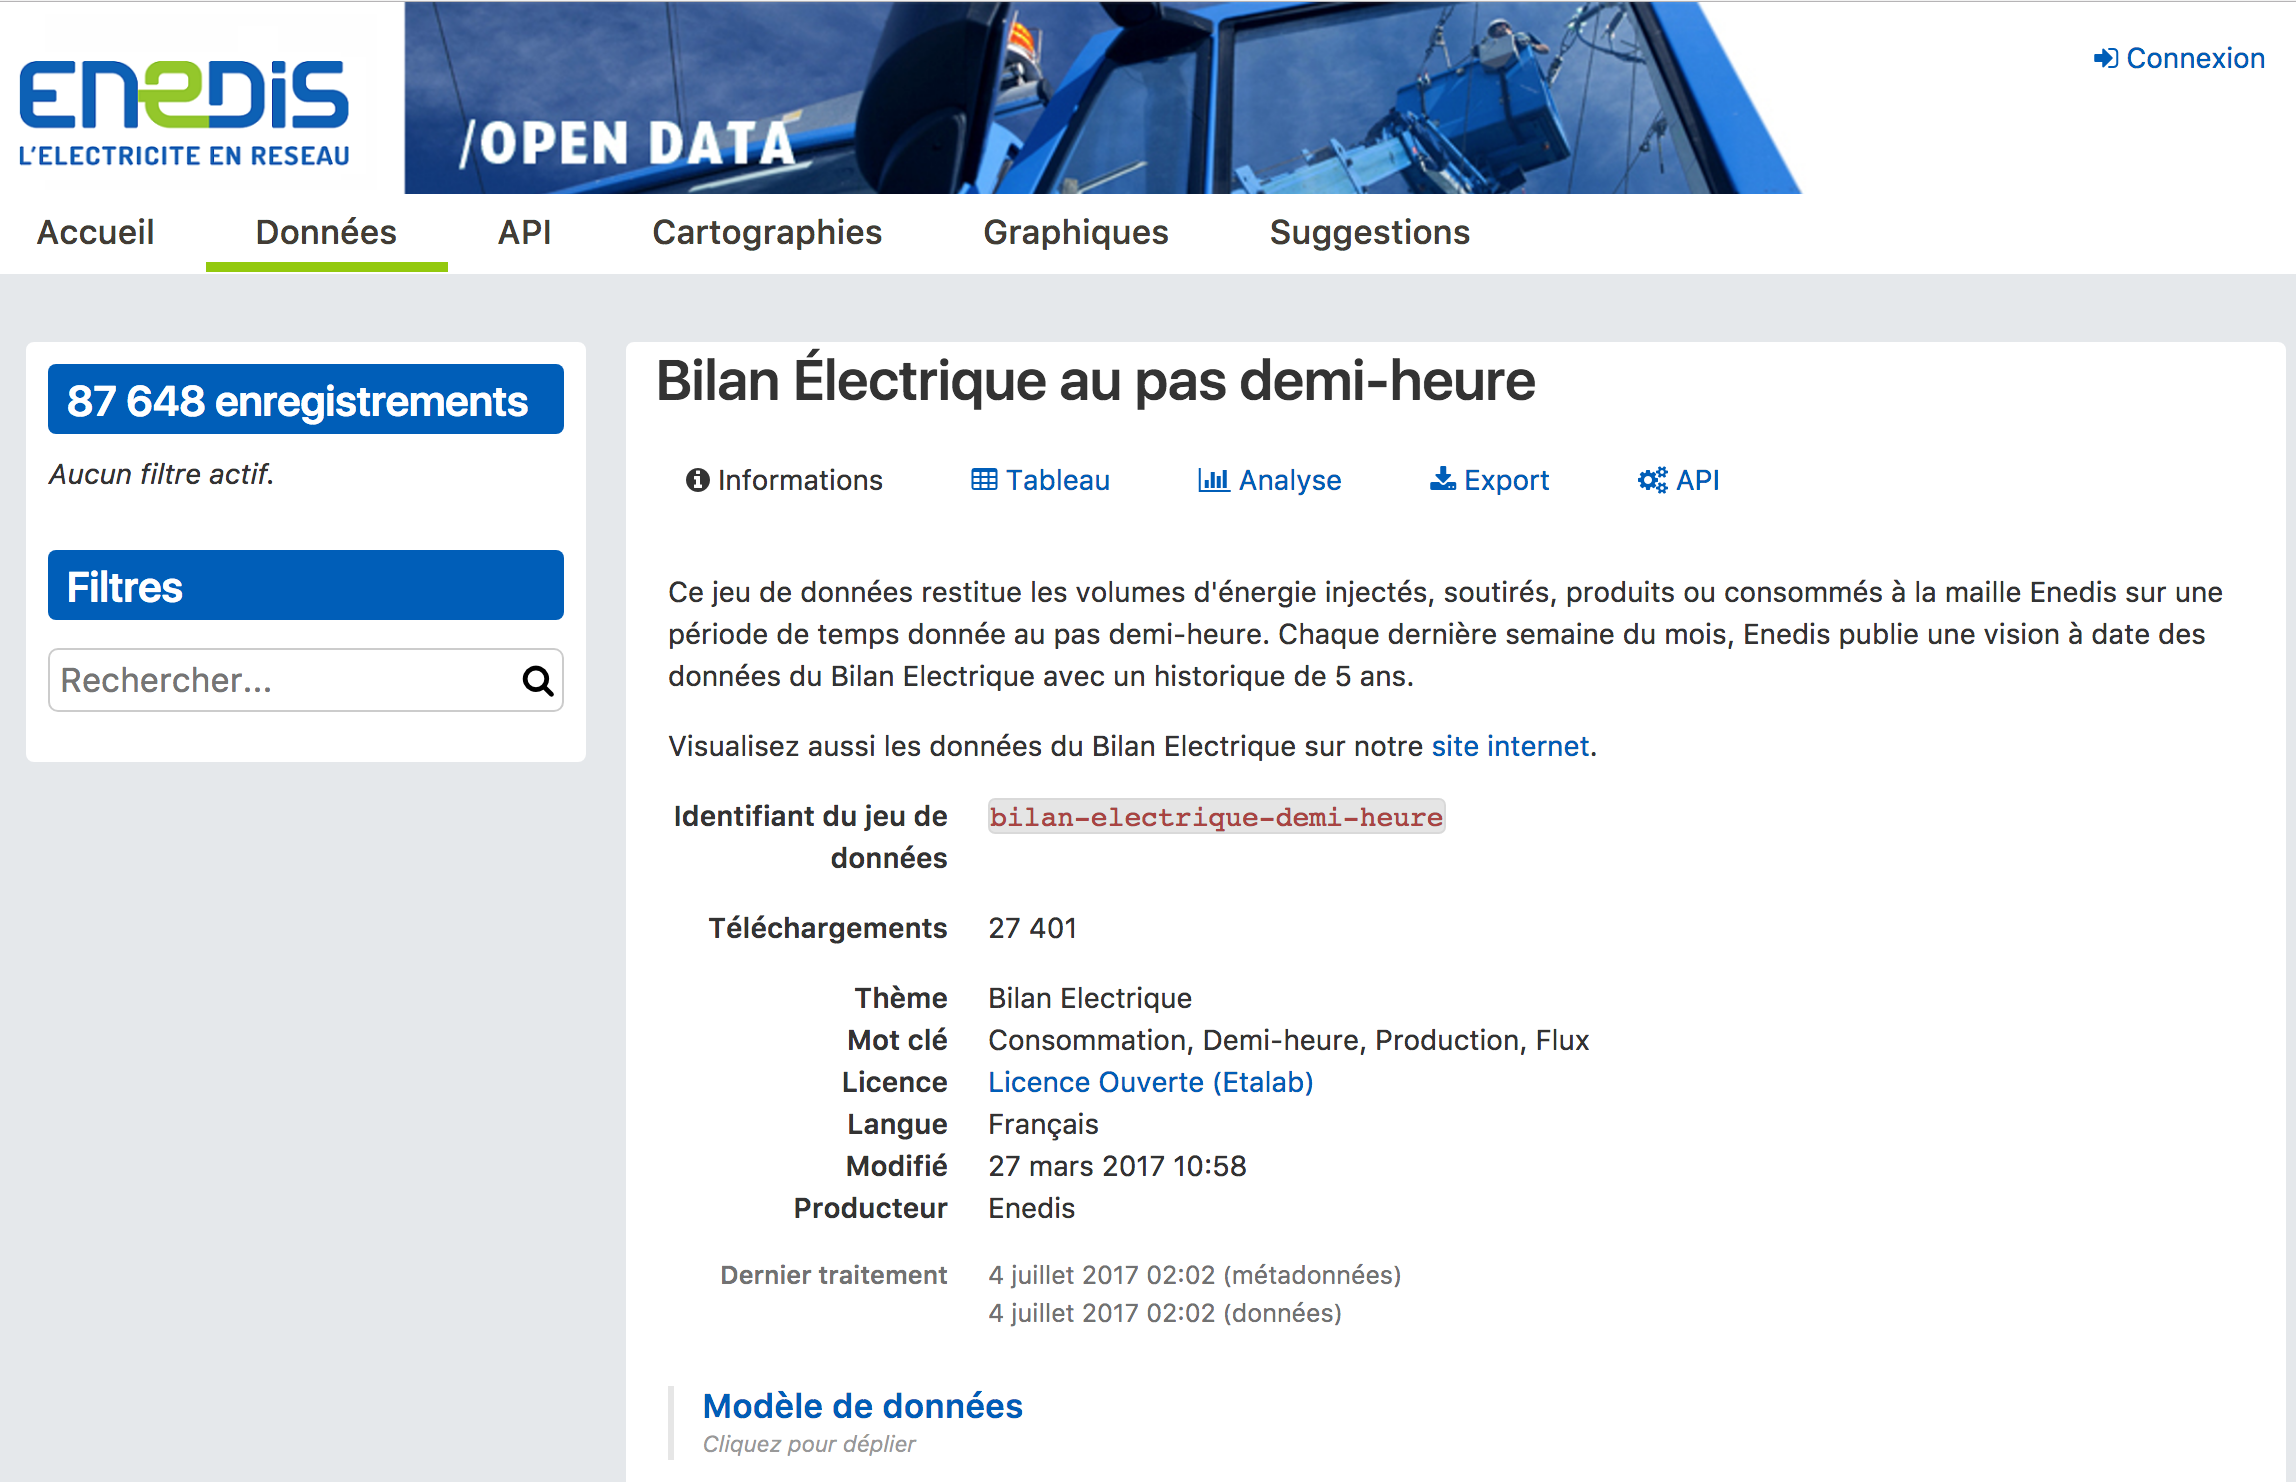 ENEDIS
L'ELECTRICITE EN RESEAU
/OPEN DATA
Connexion
Accueil Données API Cartographies Graphiques Suggestions
87 648 enregistrements
Aucun filtre actif.
Filtres
Rechercher...
Bilan Électrique au pas demi-heure
Informations Tableau Analyse Export API
Ce jeu de données restitue les volumes d'énergie injectés, soutirés, produits ou consommés à la maille Enedis sur une
période de temps donnée au pas demi-heure. Chaque dernière semaine du mois, Enedis publie une vision à date des
données du Bilan Electrique avec un historique de 5 ans.
Visualisez aussi les données du Bilan Electrique sur notre site internet.
Identifiant du jeu de données bilan-electrique-demi-heure
Téléchargements 27 401
Thème Bilan Electrique
Mot clé Consommation, Demi-heure, Production, Flux
Licence Licence Ouverte (Etalab)
Langue Français
Modifié 27 mars 2017 10:58
Producteur Enedis
Dernier traitement 4 juillet 2017 02:02 (métadonnées)
4 juillet 2017 02:02 (données)
Modèle de données
Cliquez pour déplier